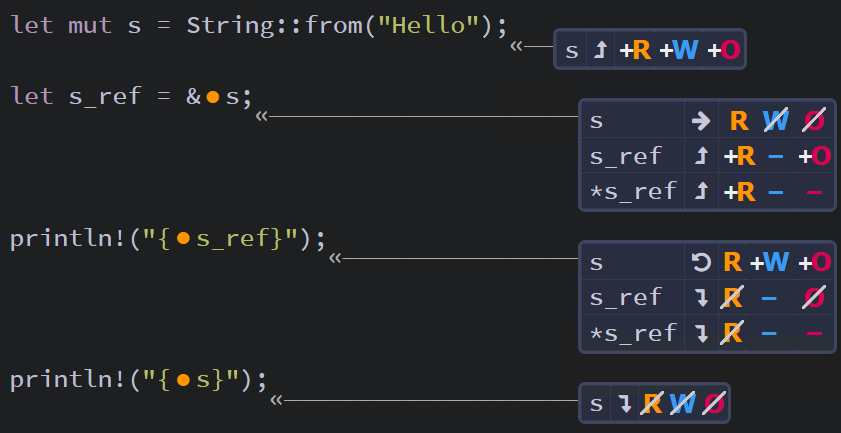 let mut s = String::from("Hello");
« s ⮥ +R +W +O
let s_ref = &●s;
« s → R W O
s_ref ⮥ +R - +O
*s_ref ⮥ +R - -
println!("{●s_ref}");
« s ↺ R +W +O
s_ref ⮧ R - O
*s_ref ⮧ R - -
println!("{●s}");
« s ⮧ R W O